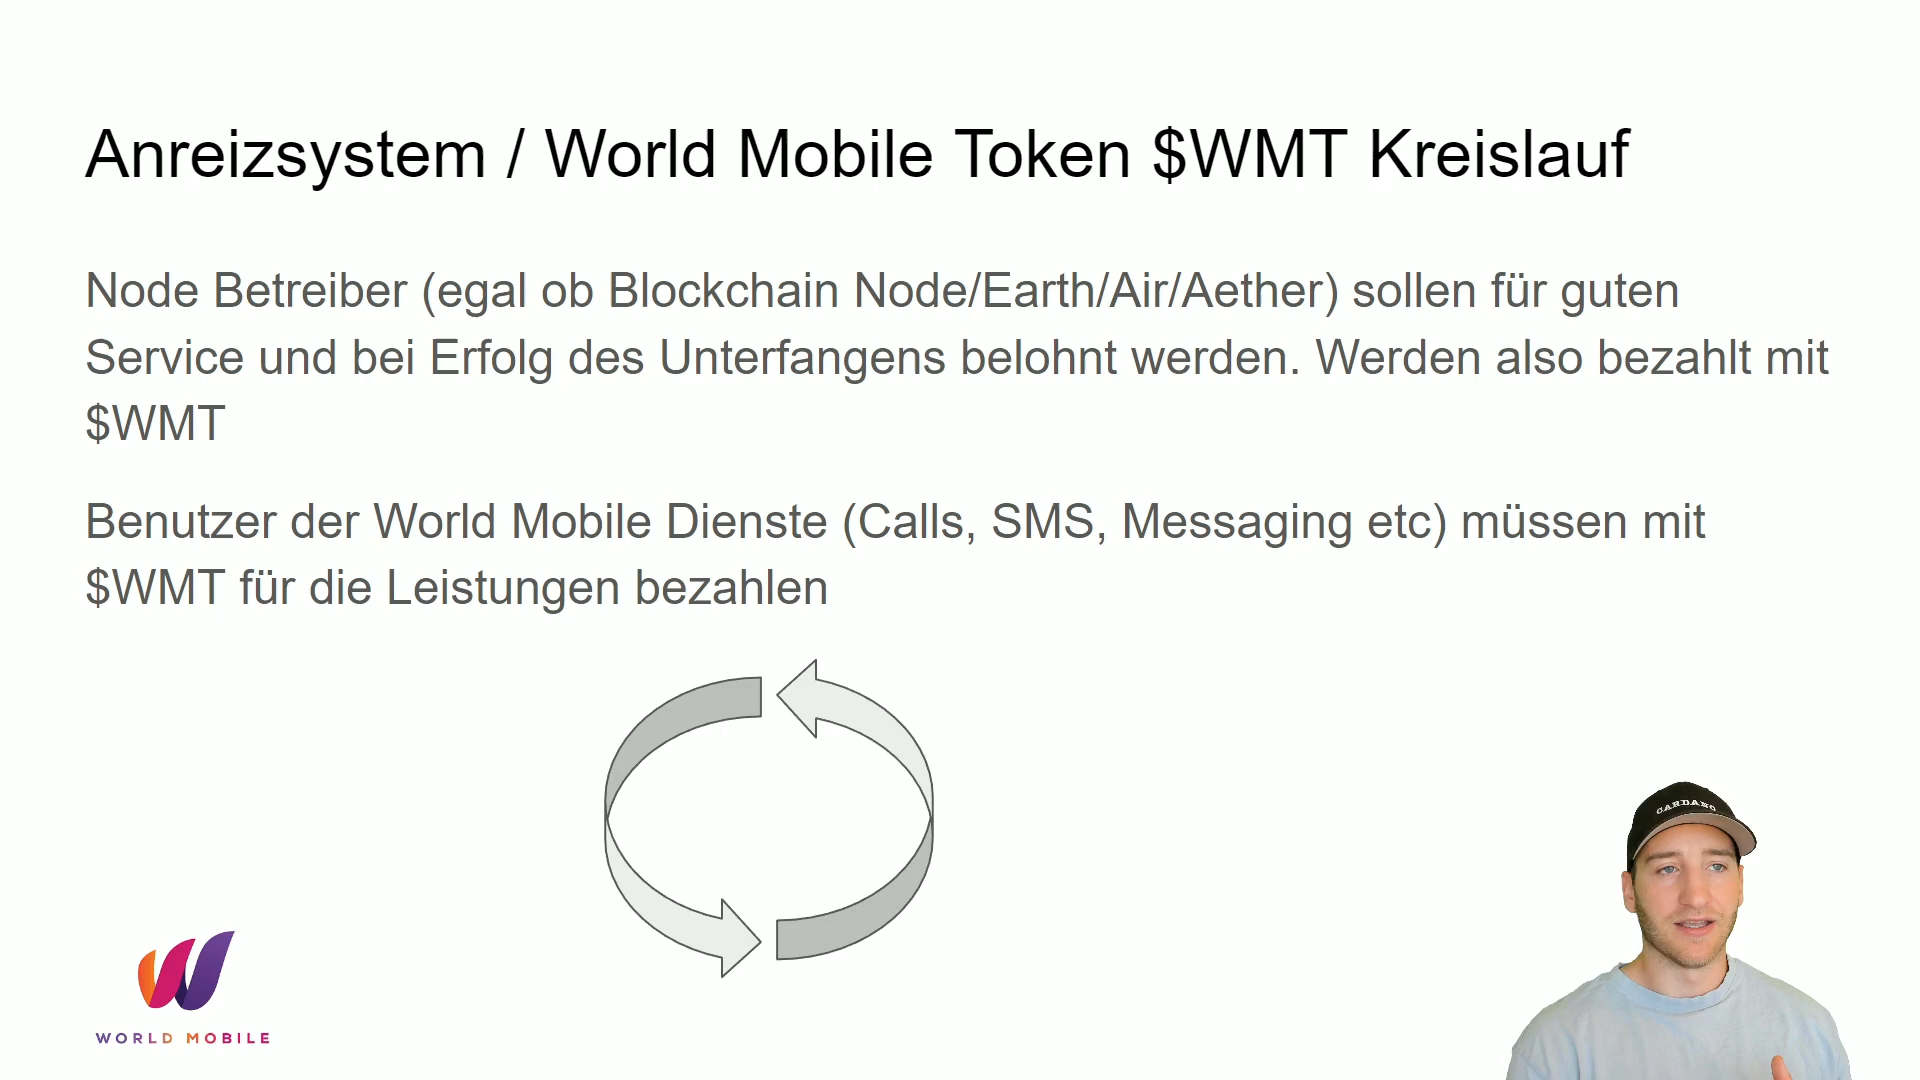 Anreizsystem / World Mobile Token $WMT Kreislauf
Node Betreiber (egal ob Blockchain Node/Earth/Air/Aether) sollen für guten
Service und bei Erfolg des Unterfangens belohnt werden. Werden also bezahlt mit
$WMT
Benutzer der World Mobile Dienste (Calls, SMS, Messaging etc) müssen mit
$WMT für die Leistungen bezahlen
CARDANO
WORLD MOBILE